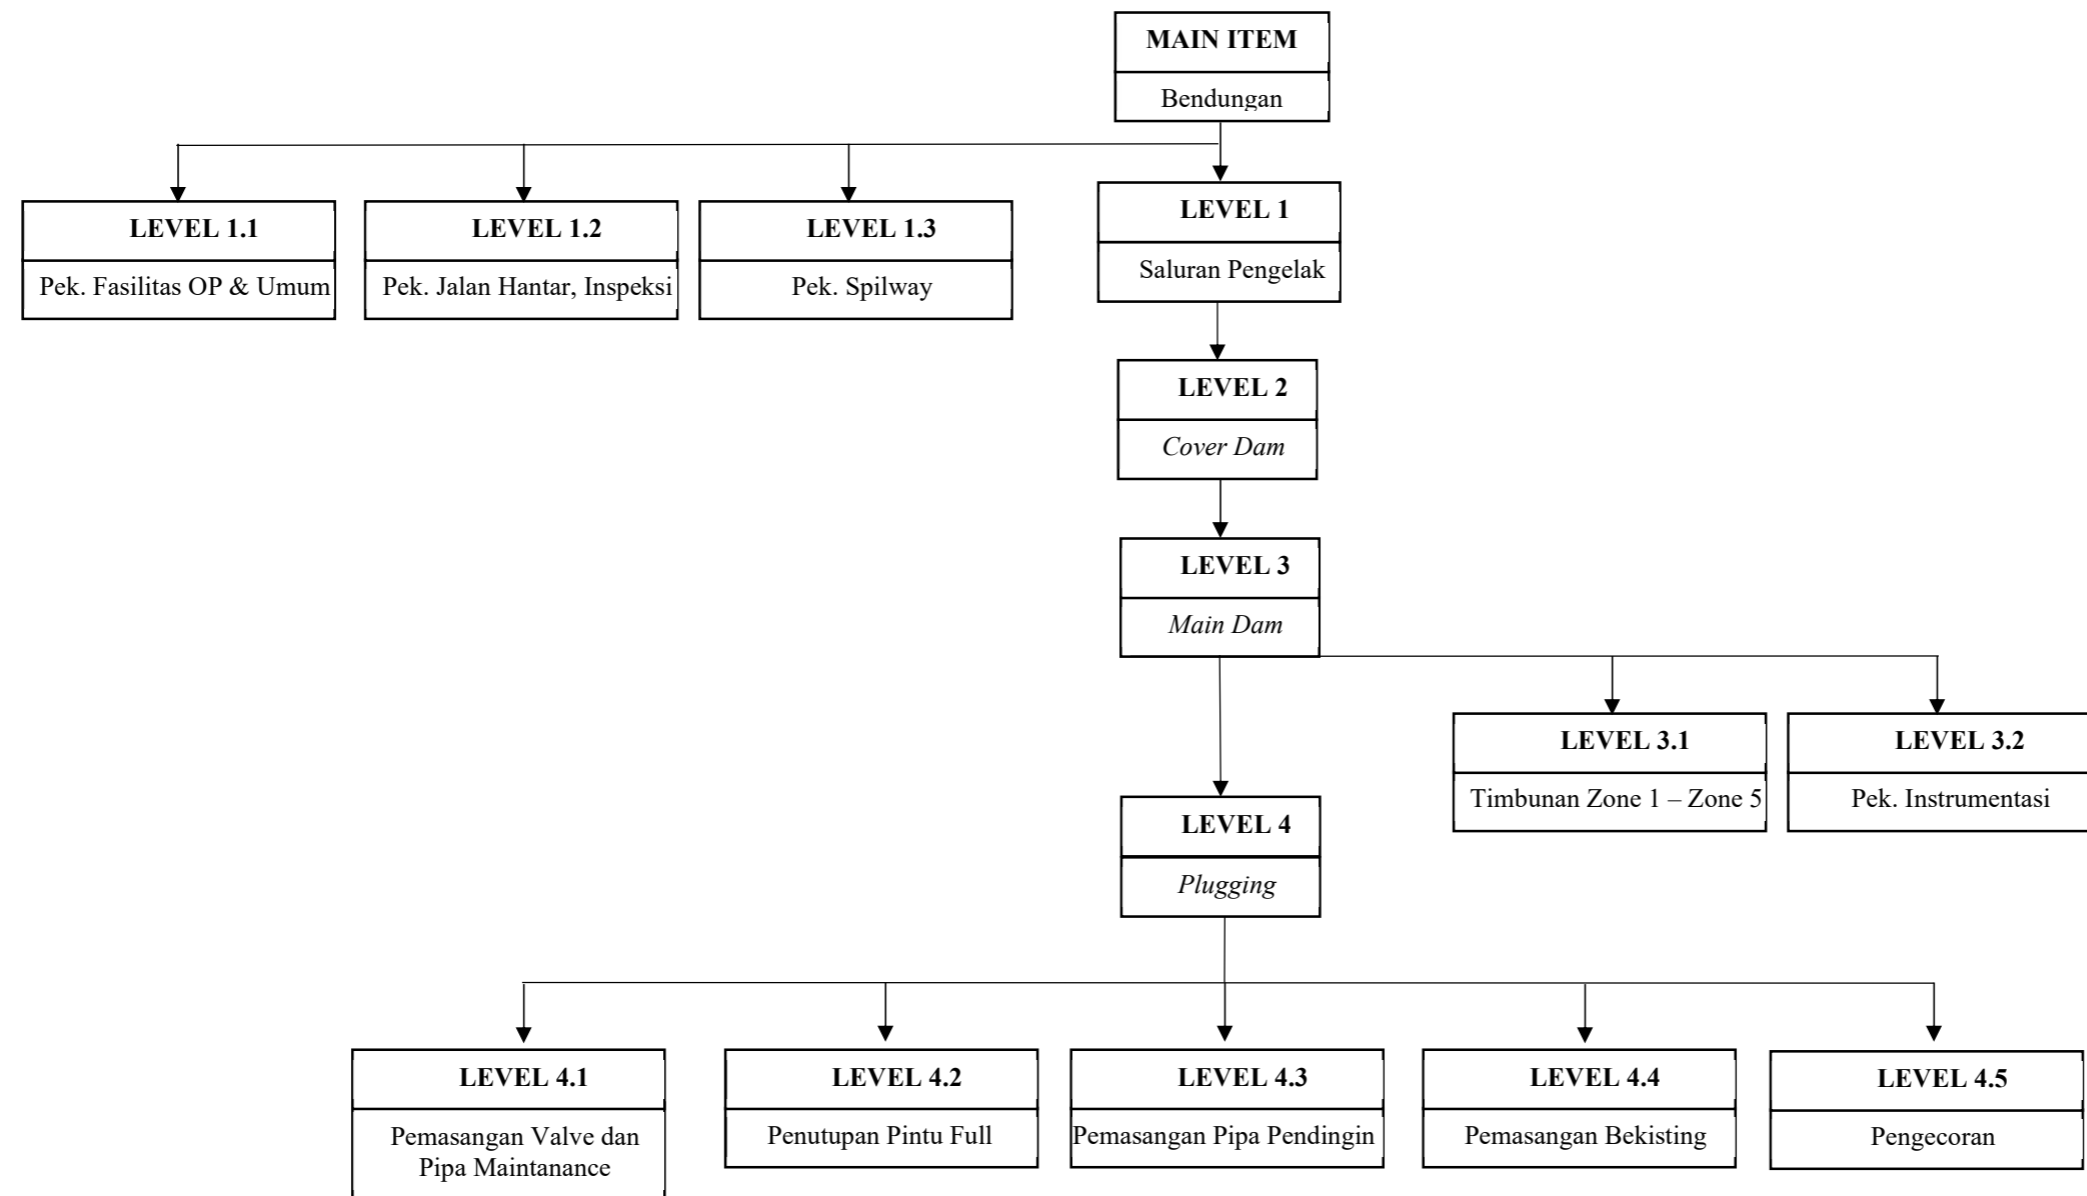 MAIN ITEM
Bendungan
LEVEL 1.1
Pek. Fasilitas OP & Umum
LEVEL 1.2
Pek. Jalan Hantar, Inspeksi
LEVEL 1.3
Pek. Spilway
LEVEL 1
Saluran Pengelak
LEVEL 2
Cover Dam
LEVEL 3
Main Dam
LEVEL 3.1
Timbunan Zone 1 – Zone 5
LEVEL 3.2
Pek. Instrumentasi
LEVEL 4
Plugging
LEVEL 4.1
Pemasangan Valve dan
Pipa Maintanance
LEVEL 4.2
Penutupan Pintu Full
LEVEL 4.3
Pemasangan Pipa Pendingin
LEVEL 4.4
Pemasangan Bekisting
LEVEL 4.5
Pengecoran